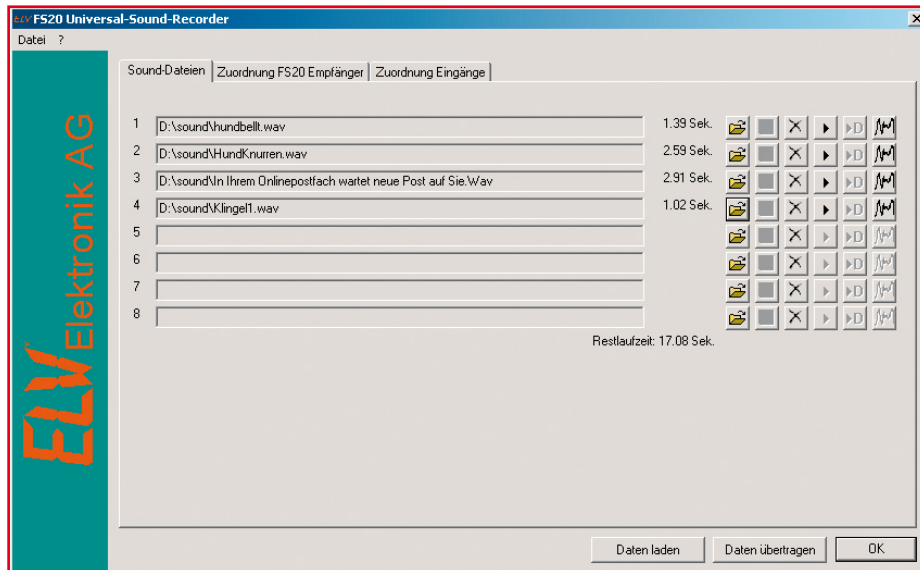 ELV FS20 Universal-Sound-Recorder
Datei ?
ELV Elektronik AG
Sound-Dateien Zuordnung FS20 Empfänger Zuordnung Eingänge
1 D:\sound\hundbellt.wav 1.39 Sek. D
2 D:\sound\HundKnurren.wav 2.59 Sek. D
3 D:\sound\In Ihrem Onlinepostfach wartet neue Post auf Sie.Wav 2.91 Sek. D
4 D:\sound\Klingel1.wav 1.02 Sek. D
5 D
6 D
7 D
8 D
Restlaufzeit: 17.08 Sek.
Daten laden Daten übertragen OK